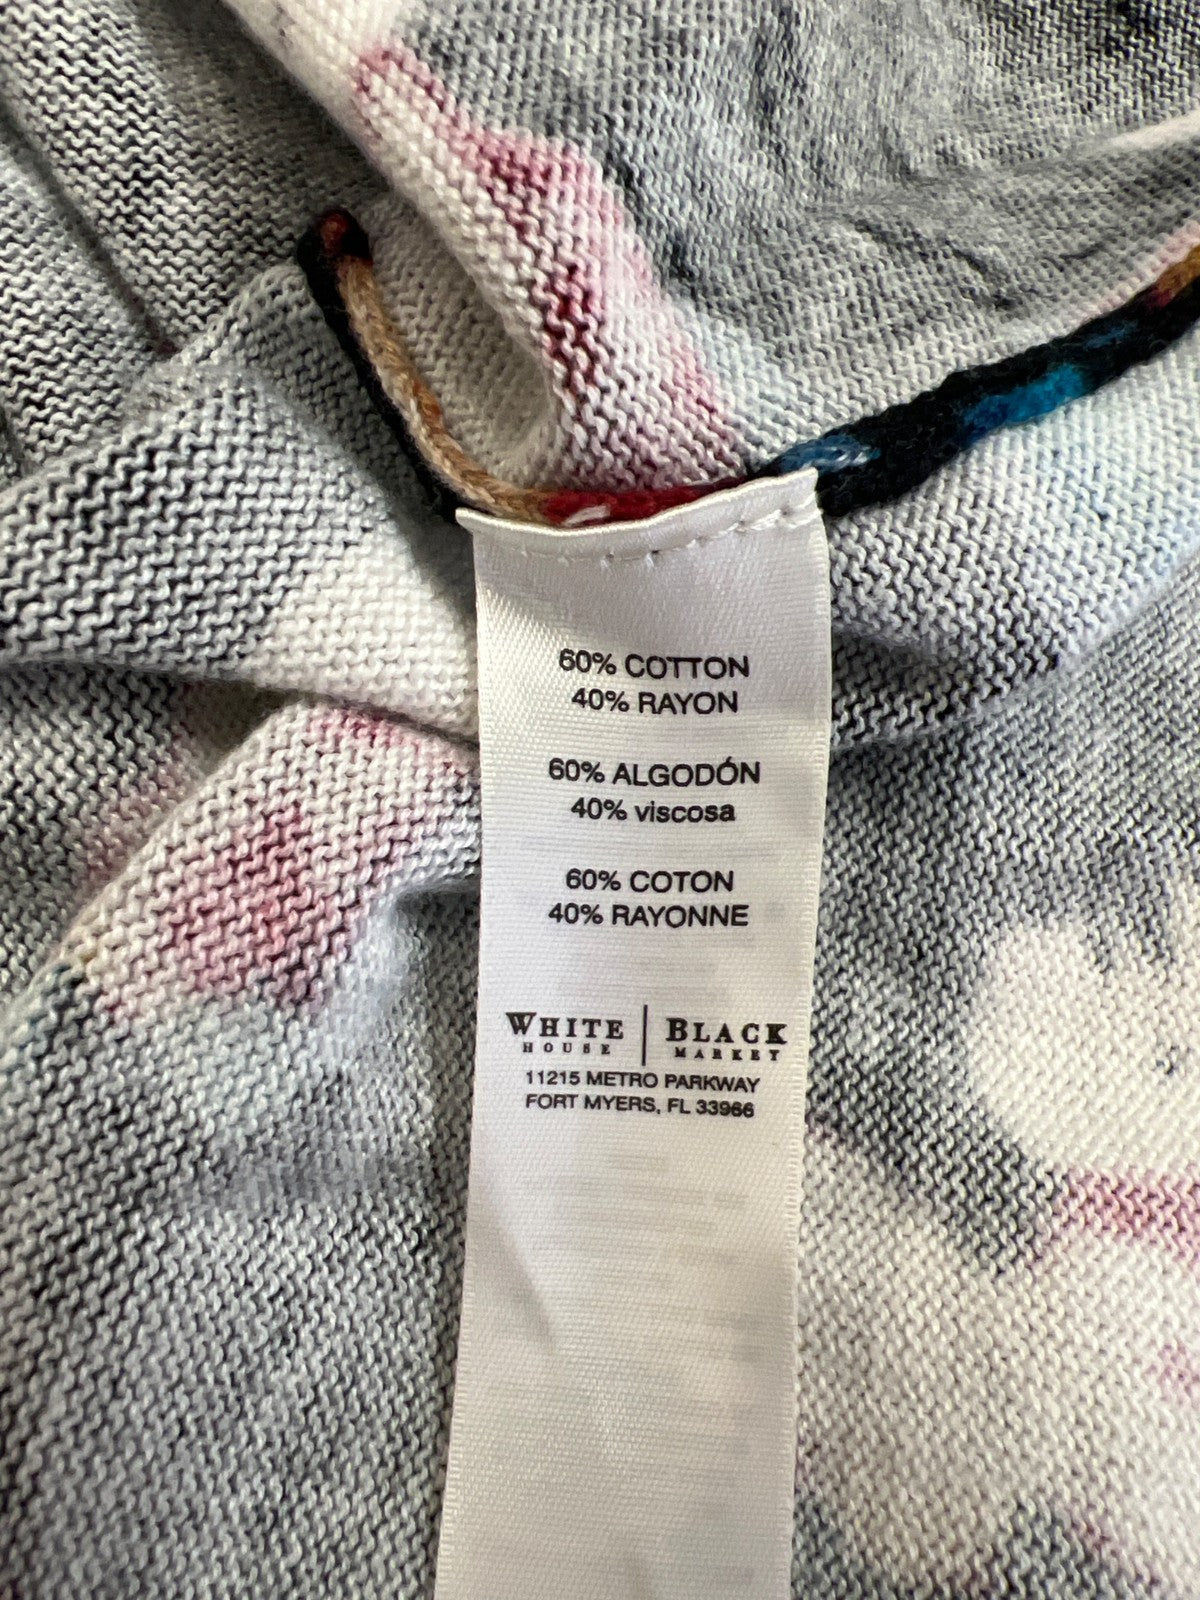 60% COTTON
40% RAYON
60% ALGODÓN
40% viscosa
60% COTON
40% RAYONNE
WHITE | BLACK
HOUSE MARKET
11215 METRO PARKWAY
FORT MYERS, FL 33966